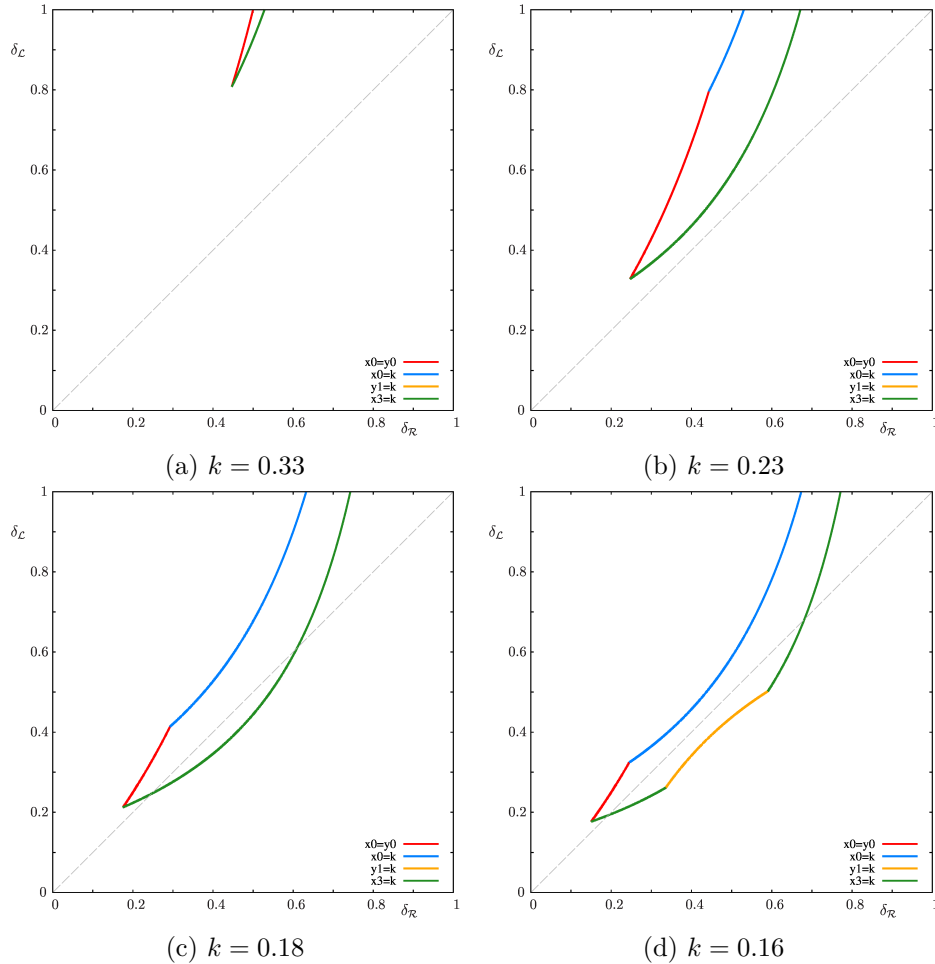 1
δ_ℒ
0.8
0.6
0.4
0.2
0
x0=y0
x0=k
y1=k
x3=k
0 0.2 0.4 0.6 0.8 δ_ℛ 1
(a) k = 0.33
1
δ_ℒ
0.8
0.6
0.4
0.2
0
x0=y0
x0=k
y1=k
x3=k
0 0.2 0.4 0.6 0.8 δ_ℛ 1
(b) k = 0.23
1
δ_ℒ
0.8
0.6
0.4
0.2
0
x0=y0
x0=k
y1=k
x3=k
0 0.2 0.4 0.6 0.8 δ_ℛ 1
(c) k = 0.18
1
δ_ℒ
0.8
0.6
0.4
0.2
0
x0=y0
x0=k
y1=k
x3=k
0 0.2 0.4 0.6 0.8 δ_ℛ 1
(d) k = 0.16